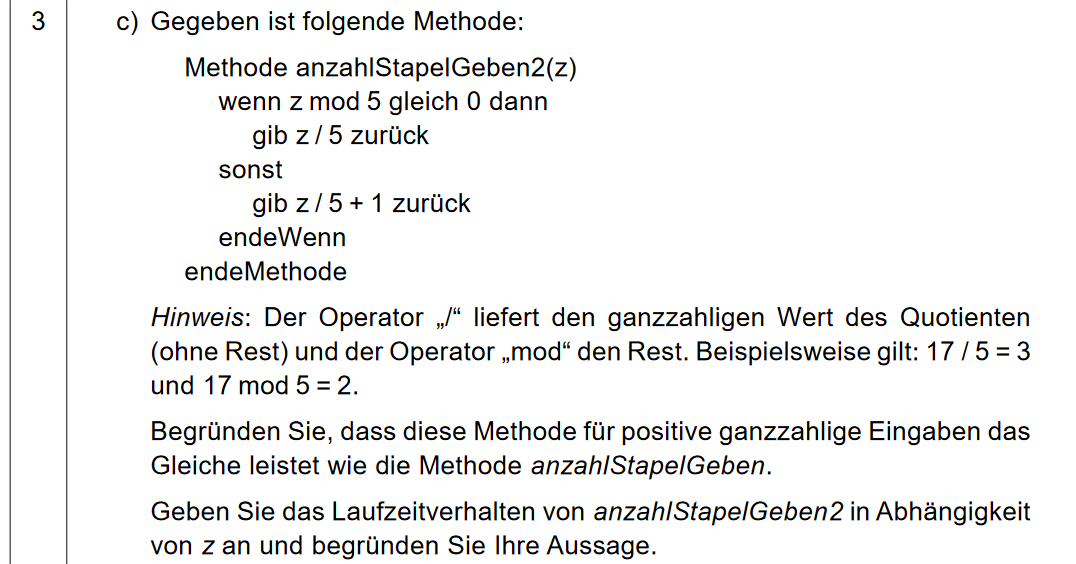 3 c) Gegeben ist folgende Methode:
Methode anzahlStapelGeben2(z)
wenn z mod 5 gleich 0 dann
gib z / 5 zurück
sonst
gib z / 5 + 1 zurück
endeWenn
endeMethode
Hinweis: Der Operator „/“ liefert den ganzzahligen Wert des Quotienten
(ohne Rest) und der Operator „mod“ den Rest. Beispielsweise gilt: 17 / 5 = 3
und 17 mod 5 = 2.
Begründen Sie, dass diese Methode für positive ganzzahlige Eingaben das
Gleiche leistet wie die Methode anzahlStapelGeben.
Geben Sie das Laufzeitverhalten von anzahlStapelGeben2 in Abhängigkeit
von z an und begründen Sie Ihre Aussage.